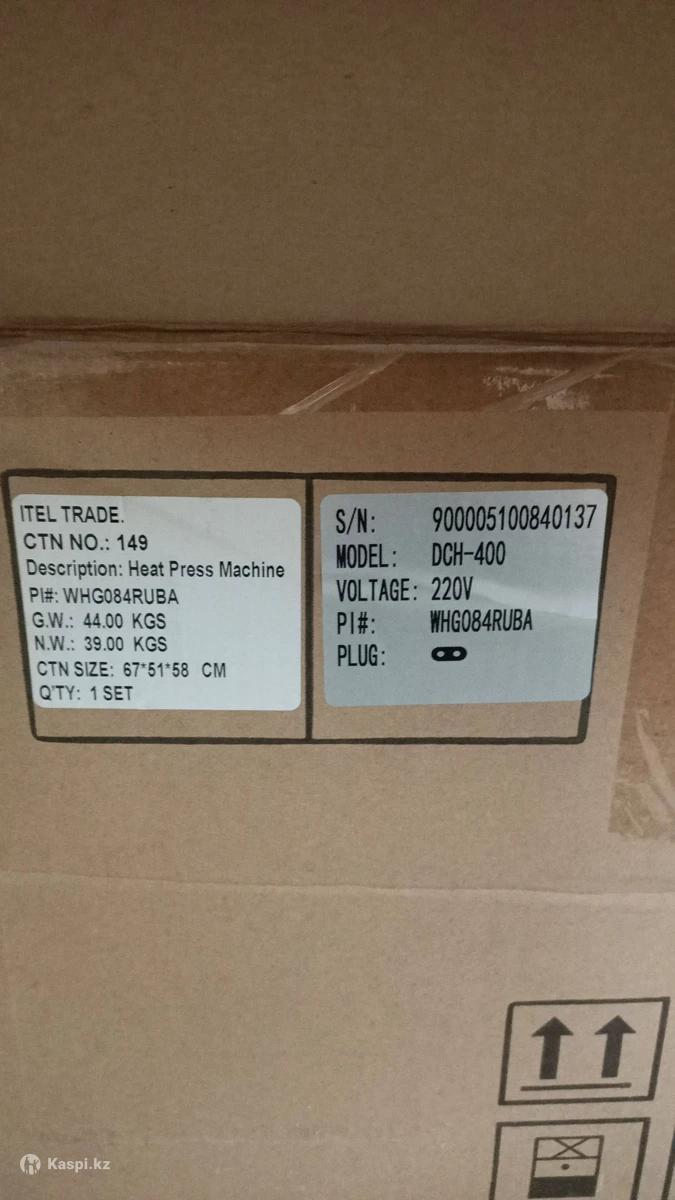 ITEL TRADE.
CTN NO.: 149
Description: Heat Press Machine
PI#: WHG084RUBA
G.W.: 44.00 KGS
N.W.: 39.00 KGS
CTN SIZE: 67*51*58 CM
Q'TY: 1 SET
S/N: 900005100840137
MODEL: DCH-400
VOLTAGE: 220V
PI#: WHG084RUBA
PLUG:
Kaspi.kz